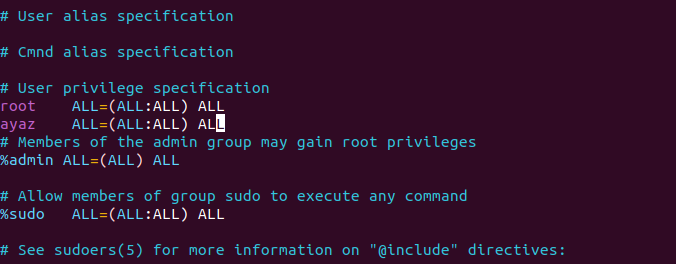 # User alias specification
# Cmnd alias specification
# User privilege specification
root    ALL=(ALL:ALL) ALL
ayaz    ALL=(ALL:ALL) ALL
# Members of the admin group may gain root privileges
%admin ALL=(ALL) ALL
# Allow members of group sudo to execute any command
%sudo   ALL=(ALL:ALL) ALL
# See sudoers(5) for more information on "@include" directives: